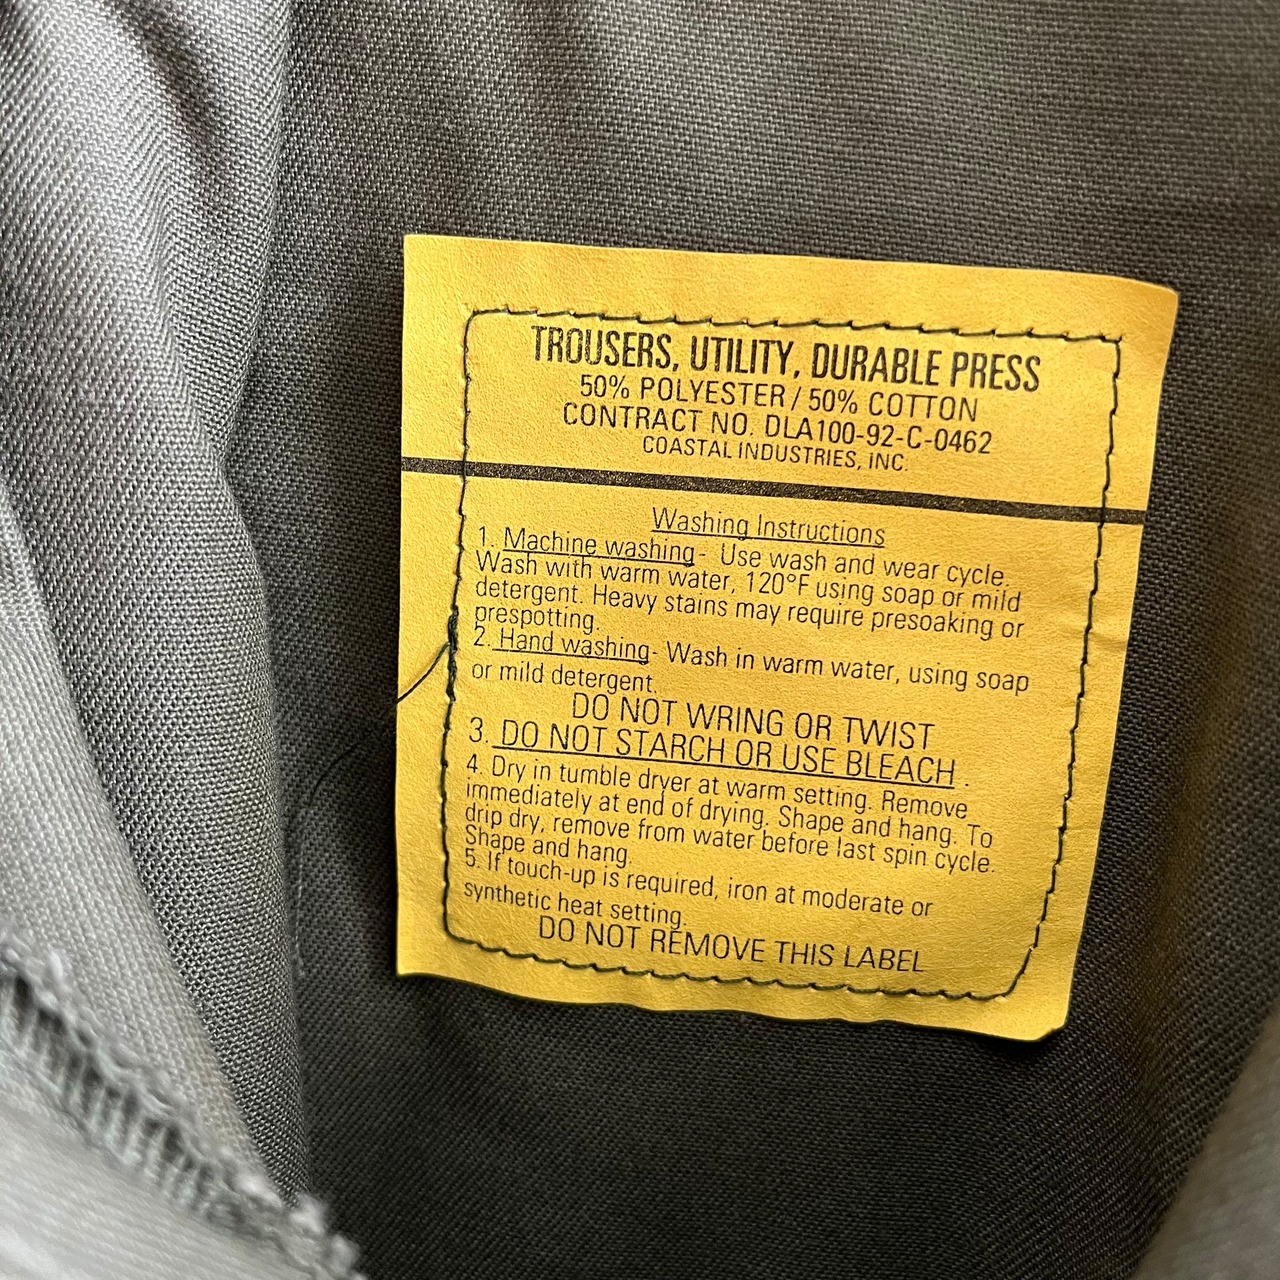 TROUSERS, UTILITY, DURABLE PRESS
50% POLYESTER / 50% COTTON
CONTRACT NO. DLA100-92-C-0462
COASTAL INDUSTRIES, INC.
Washing Instructions
1. Machine washing- Use wash and wear cycle.
Wash with warm water, 120°F using soap or mild
detergent. Heavy stains may require presoaking or
prespotting.
2. Hand washing- Wash in warm water, using soap
or mild detergent.
DO NOT WRING OR TWIST
3. DO NOT STARCH OR USE BLEACH .
4. Dry in tumble dryer at warm setting. Remove
immediately at end of drying. Shape and hang. To
drip dry, remove from water before last spin cycle.
Shape and hang.
5. If touch-up is required, iron at moderate or
synthetic heat setting.
DO NOT REMOVE THIS LABEL